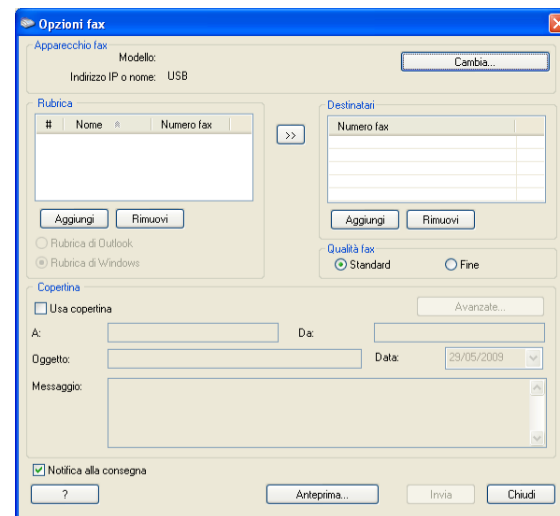 Opzioni fax
Apparecchio fax
Modello:
Indirizzo IP o nome: USB
Cambia...
Rubrica
# Nome Numero fax
>>
Destinatari
Numero fax
Aggiungi Rimuovi
Aggiungi Rimuovi
Rubrica di Outlook
Rubrica di Windows
Qualità fax
Standard Fine
Copertina
Usa copertina
Avanzate...
A: Da:
Oggetto: Data: 29/05/2009
Messaggio:
Notifica alla consegna
? Anteprima... Invia Chiudi